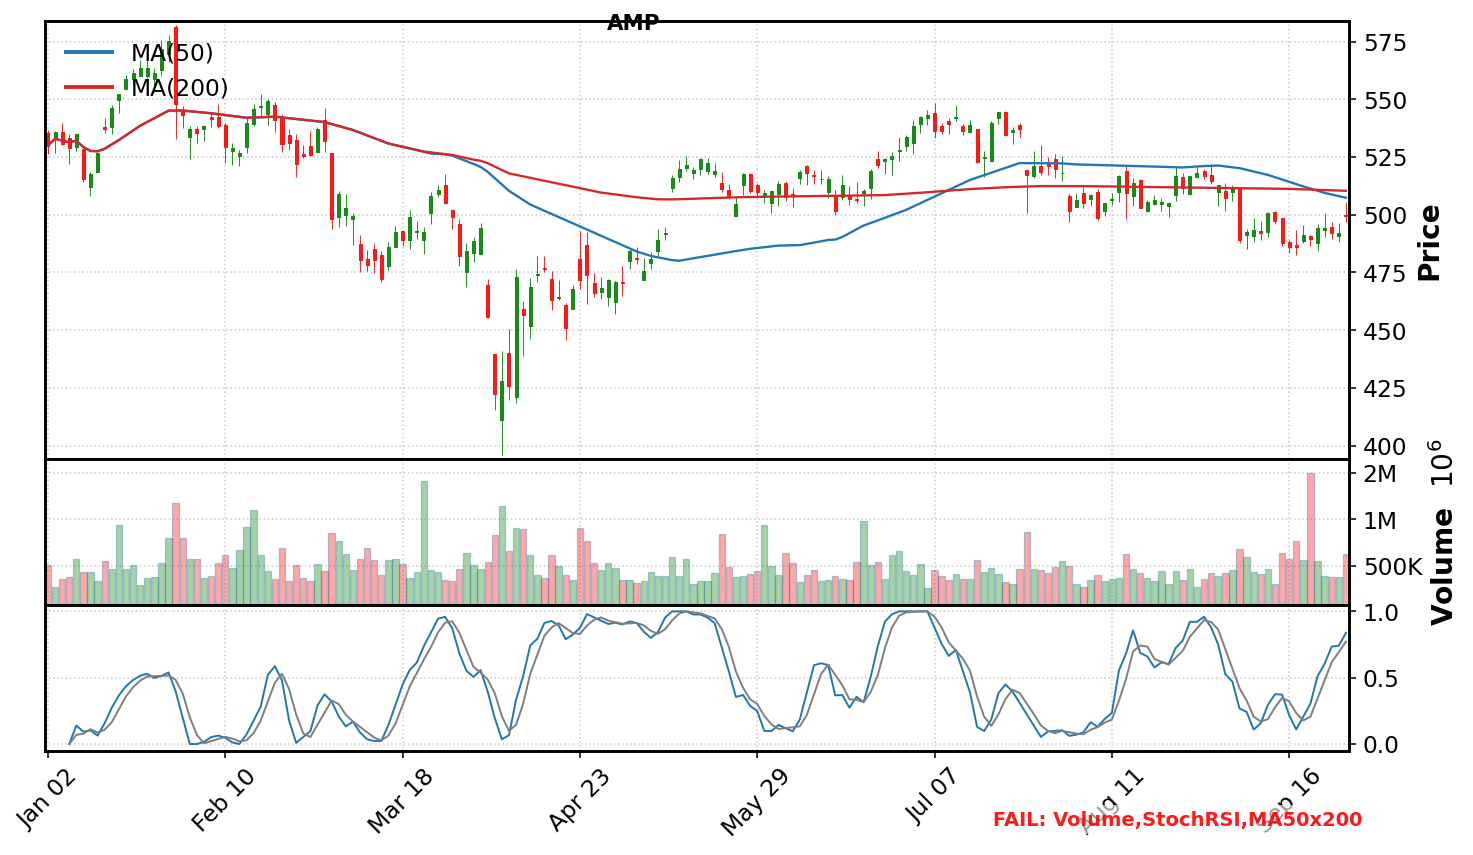 AMP
MA(50)
MA(200)
575
550
525
500
475
450
425
400
Price
2M
1M
500K
Volume 10⁶
1.0
0.5
0.0
Jan 02
Feb 10
Mar 18
Apr 23
May 29
Jul 07
Aug 11
Sep 16
FAIL: Volume,StochRSI,MA50x200